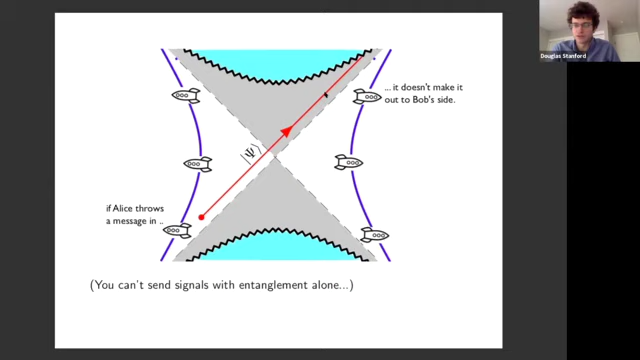 Douglas Stanford
... it doesn't make it
out to Bob's side.
|Ψ⟩
if Alice throws
a message in ..
(You can't send signals with entanglement alone...)